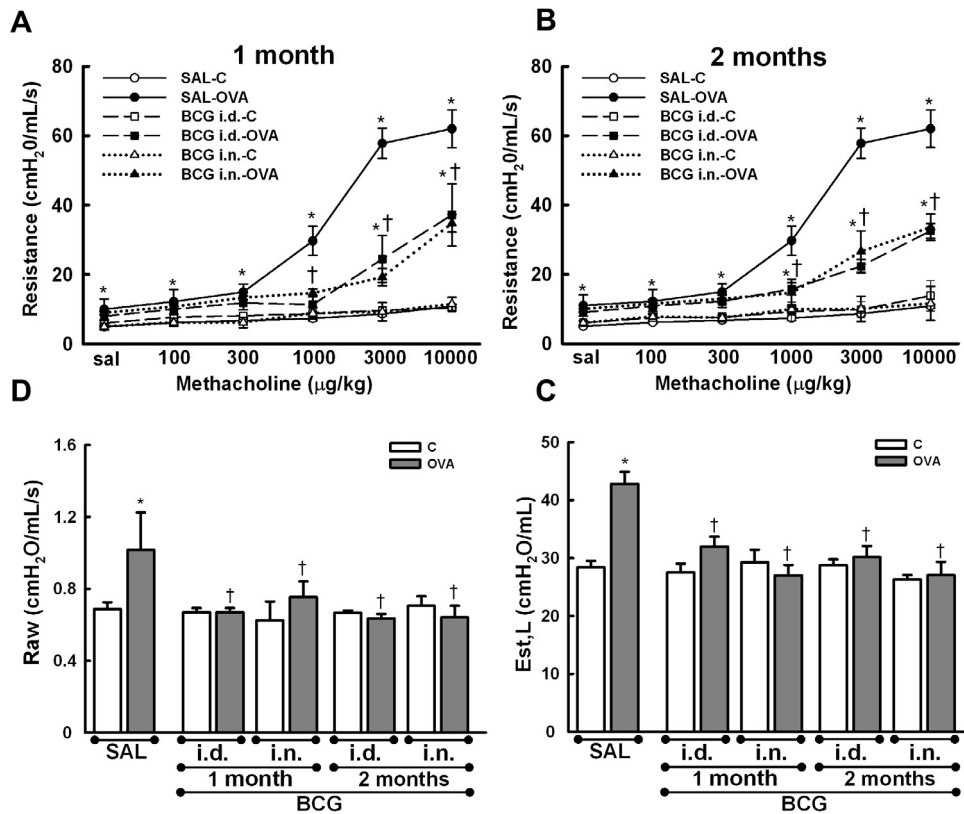 A
1 month
Resistance (cmH20/mL/s)
80
60
40
20
0
SAL-C
SAL-OVA
BCG i.d.-C
BCG i.d.-OVA
BCG i.n.-C
BCG i.n.-OVA
*
*
*
*
*
*†
*†
†
sal 100 300 1000 3000 10000
Methacholine (µg/kg)
B
2 months
Resistance (cmH20/mL/s)
80
60
40
20
0
SAL-C
SAL-OVA
BCG i.d.-C
BCG i.d.-OVA
BCG i.n.-C
BCG i.n.-OVA
*
*
*
*
*
*
*†
*†
*†
sal 100 300 1000 3000 10000
Methacholine (µg/kg)
D
Raw (cmH2O/mL/s)
1.6
1.2
0.8
0.4
0
C
OVA
*
† † † †
SAL i.d. i.n. i.d. i.n.
1 month 2 months
BCG
C
Est,L (cmH2O/mL)
50
40
30
20
10
0
C
OVA
*
† † † †
SAL i.d. i.n. i.d. i.n.
1 month 2 months
BCG